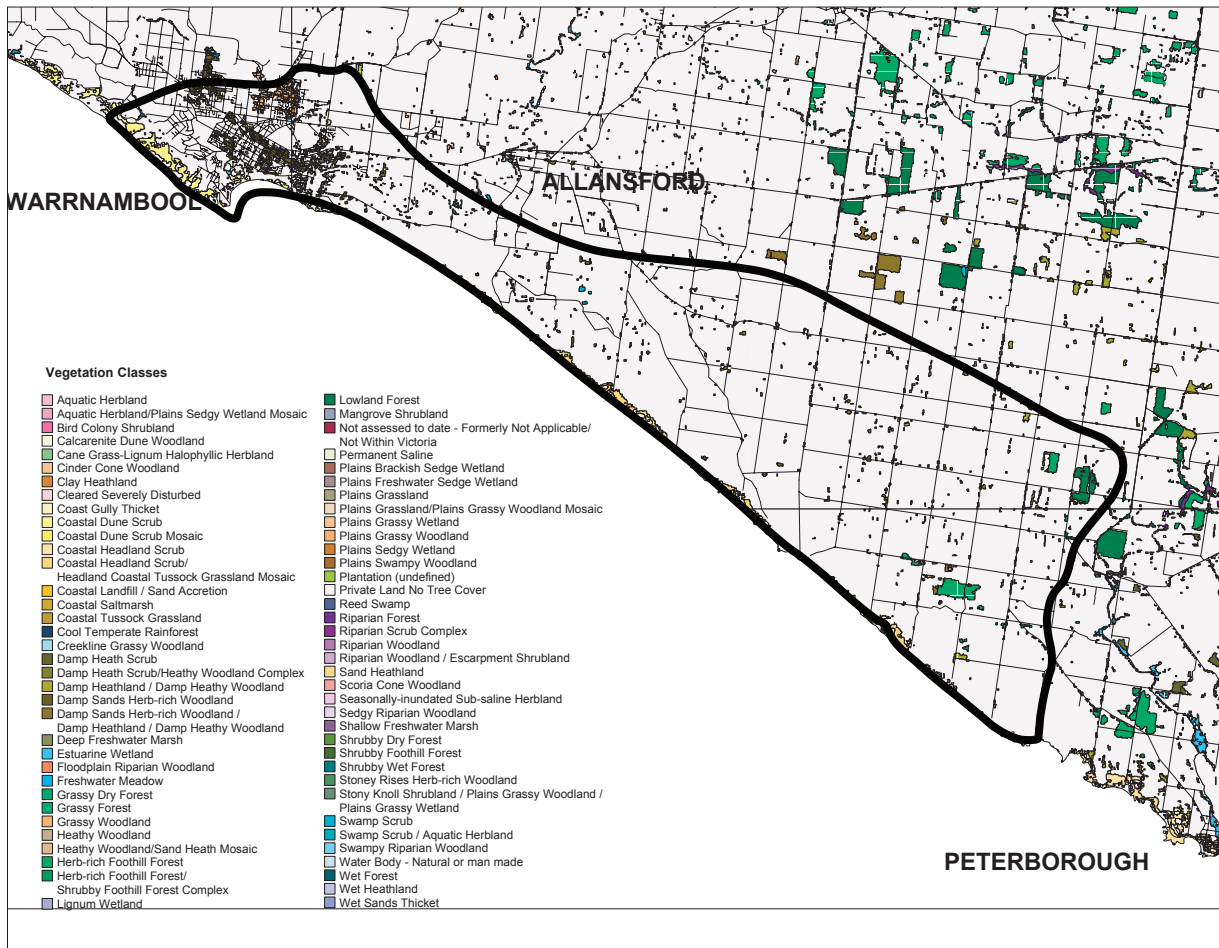 WARRNAMBOOL
ALLANSFORD
Vegetation Classes
Aquatic Herbland
Aquatic Herbland/Plains Sedgy Wetland Mosaic
Bird Colony Shrubland
Calcarenite Dune Woodland
Cane Grass-Lignum Halophyllic Herbland
Cinder Cone Woodland
Clay Heathland
Cleared Severely Disturbed
Coast Gully Thicket
Coastal Dune Scrub
Coastal Dune Scrub Mosaic
Coastal Headland Scrub
Coastal Headland Scrub/
Headland Coastal Tussock Grassland Mosaic
Coastal Landfill / Sand Accretion
Coastal Saltmarsh
Coastal Tussock Grassland
Cool Temperate Rainforest
Creekline Grassy Woodland
Damp Heath Scrub
Damp Heath Scrub/Heathy Woodland Complex
Damp Heathland / Damp Heathy Woodland
Damp Sands Herb-rich Woodland
Damp Sands Herb-rich Woodland /
Damp Heathland / Damp Heathy Woodland
Deep Freshwater Marsh
Estuarine Wetland
Floodplain Riparian Woodland
Freshwater Meadow
Grassy Dry Forest
Grassy Forest
Grassy Woodland
Heathy Woodland
Heathy Woodland/Sand Heath Mosaic
Herb-rich Foothill Forest
Herb-rich Foothill Forest/
Shrubby Foothill Forest Complex
Lignum Wetland
Lowland Forest
Mangrove Shrubland
Not assessed to date - Formerly Not Applicable/
Not Within Victoria
Permanent Saline
Plains Brackish Sedge Wetland
Plains Freshwater Sedge Wetland
Plains Grassland
Plains Grassland/Plains Grassy Woodland Mosaic
Plains Grassy Wetland
Plains Grassy Woodland
Plains Sedgy Wetland
Plains Swampy Woodland
Plantation (undefined)
Private Land No Tree Cover
Reed Swamp
Riparian Forest
Riparian Scrub Complex
Riparian Woodland
Riparian Woodland / Escarpment Shrubland
Sand Heathland
Scoria Cone Woodland
Seasonally-inundated Sub-saline Herbland
Sedgy Riparian Woodland
Shallow Freshwater Marsh
Shrubby Dry Forest
Shrubby Foothill Forest
Shrubby Wet Forest
Stoney Rises Herb-rich Woodland
Stony Knoll Shrubland / Plains Grassy Woodland /
Plains Grassy Wetland
Swamp Scrub
Swamp Scrub / Aquatic Herbland
Swampy Riparian Woodland
Water Body - Natural or man made
Wet Forest
Wet Heathland
Wet Sands Thicket
PETERBOROUGH